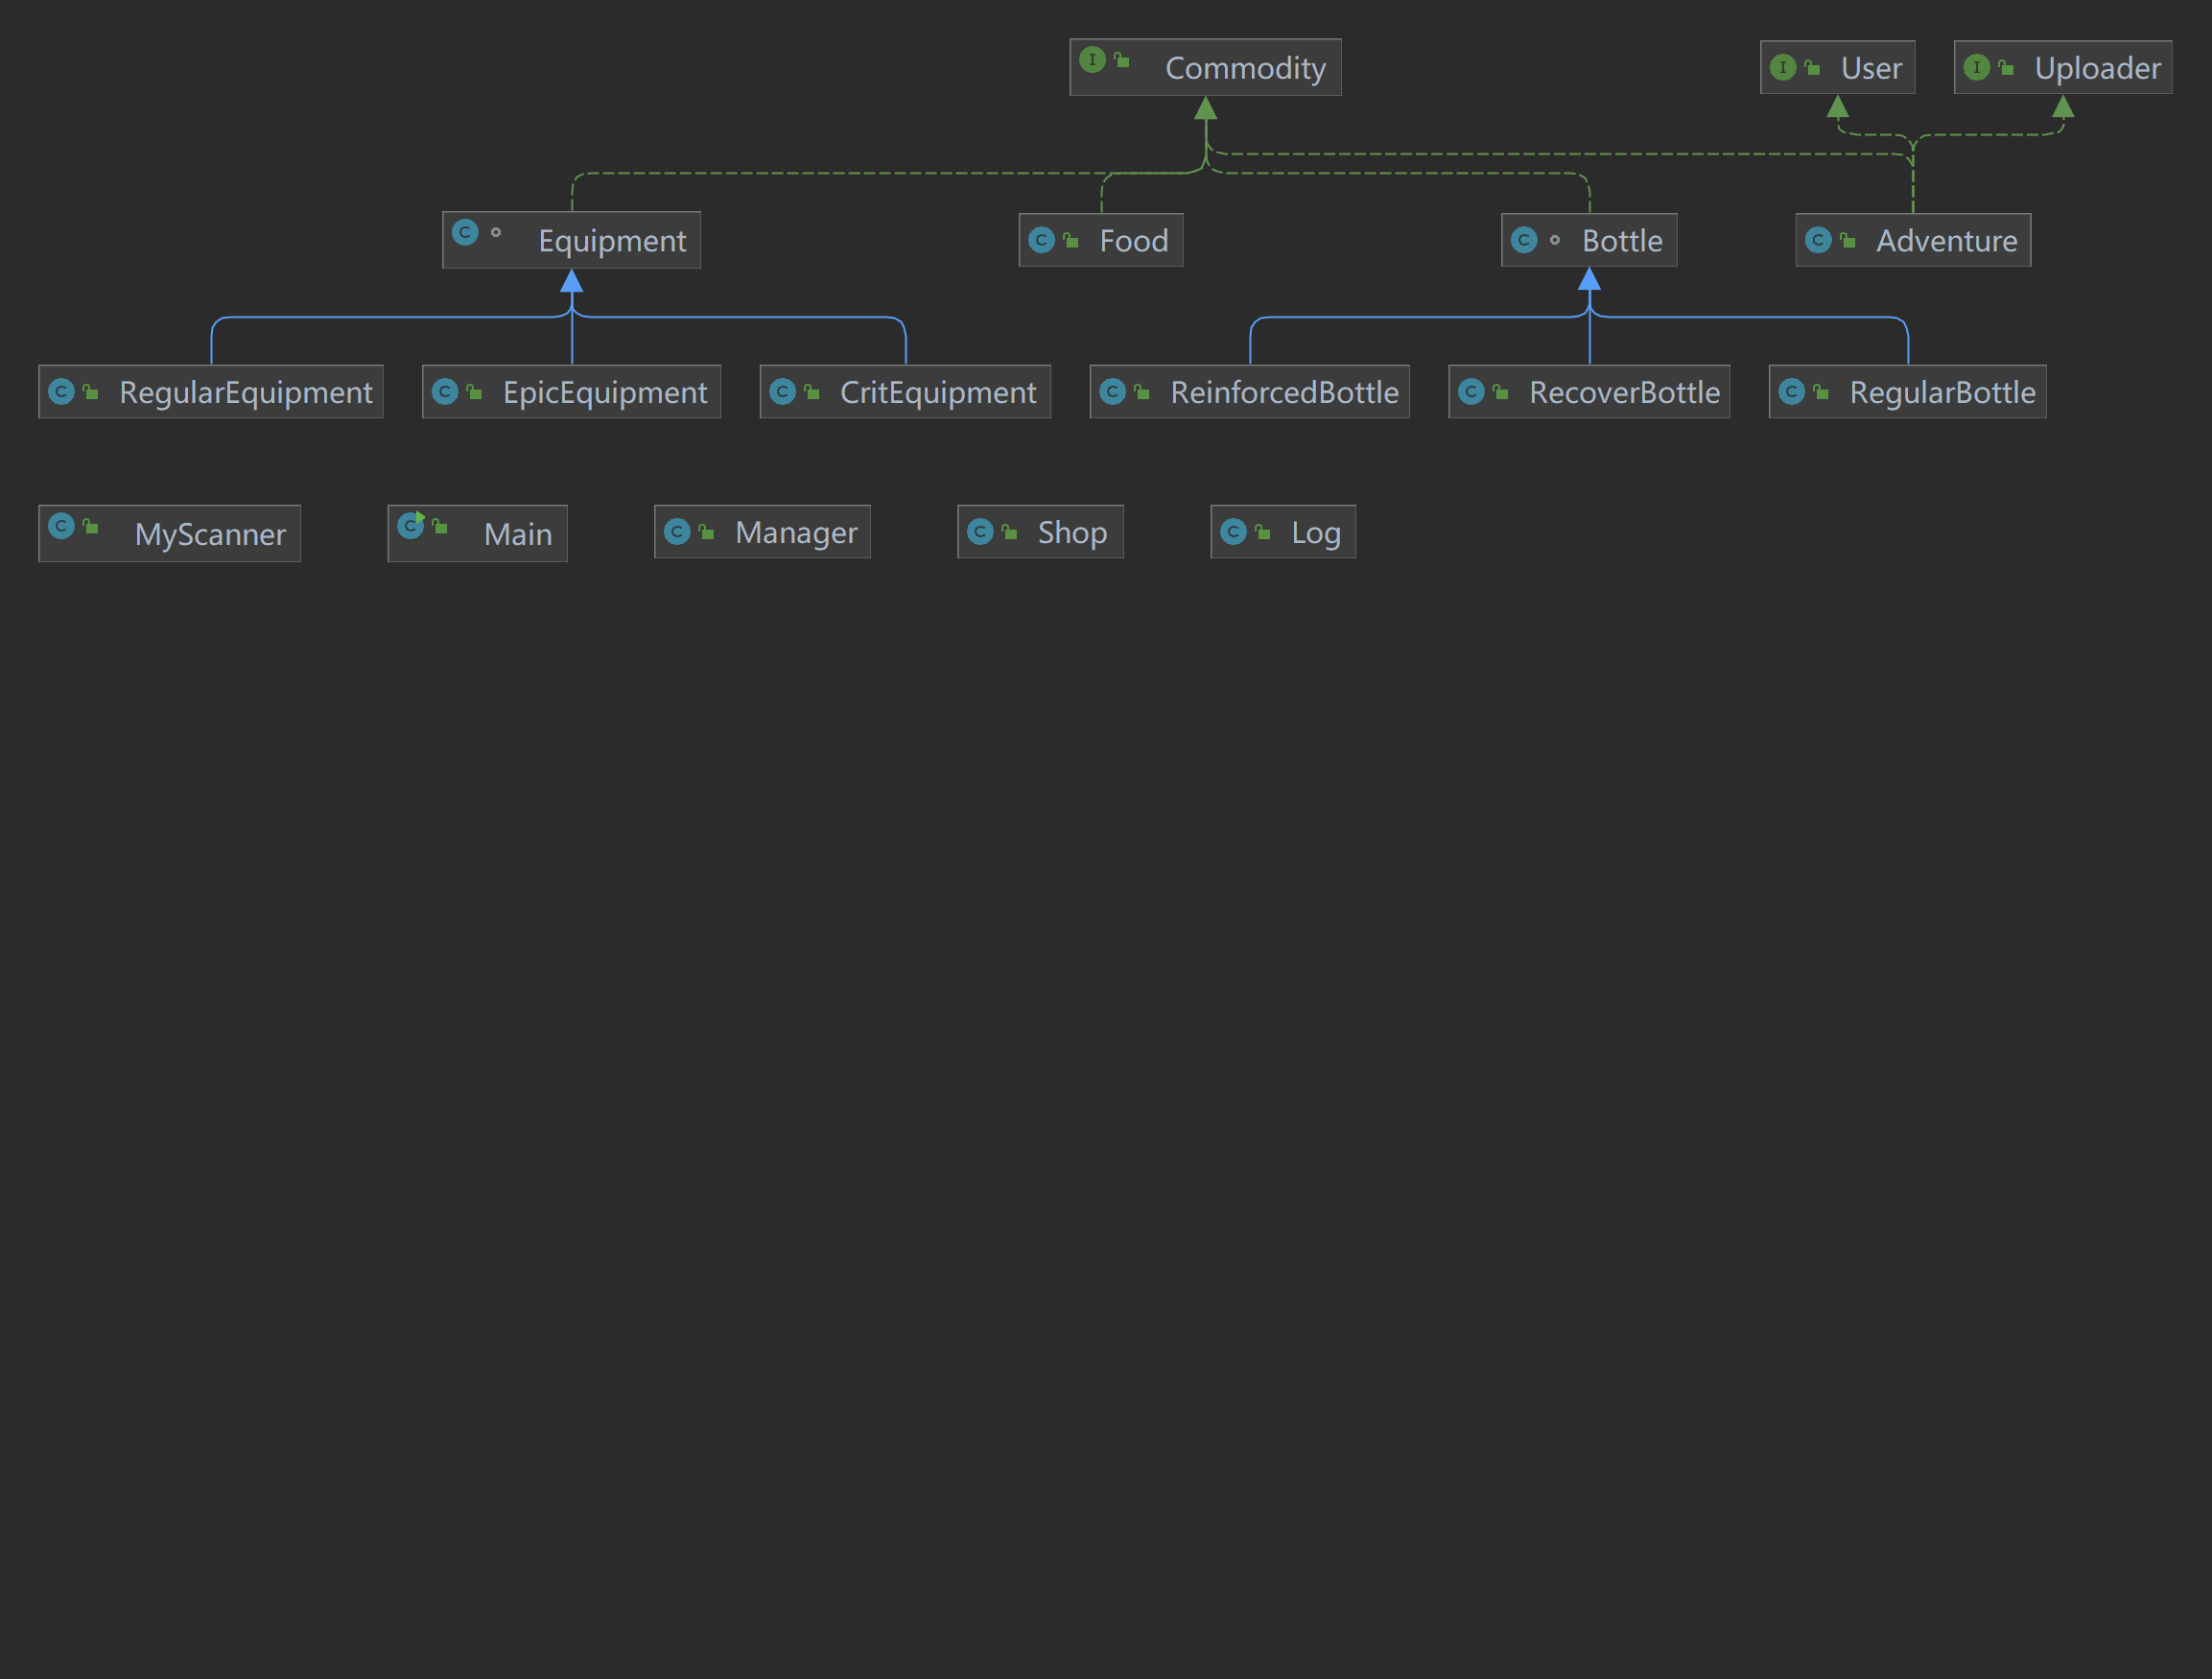 Commodity
User
Uploader
Equipment
Food
Bottle
Adventure
RegularEquipment
EpicEquipment
CritEquipment
ReinforcedBottle
RecoverBottle
RegularBottle
MyScanner
Main
Manager
Shop
Log